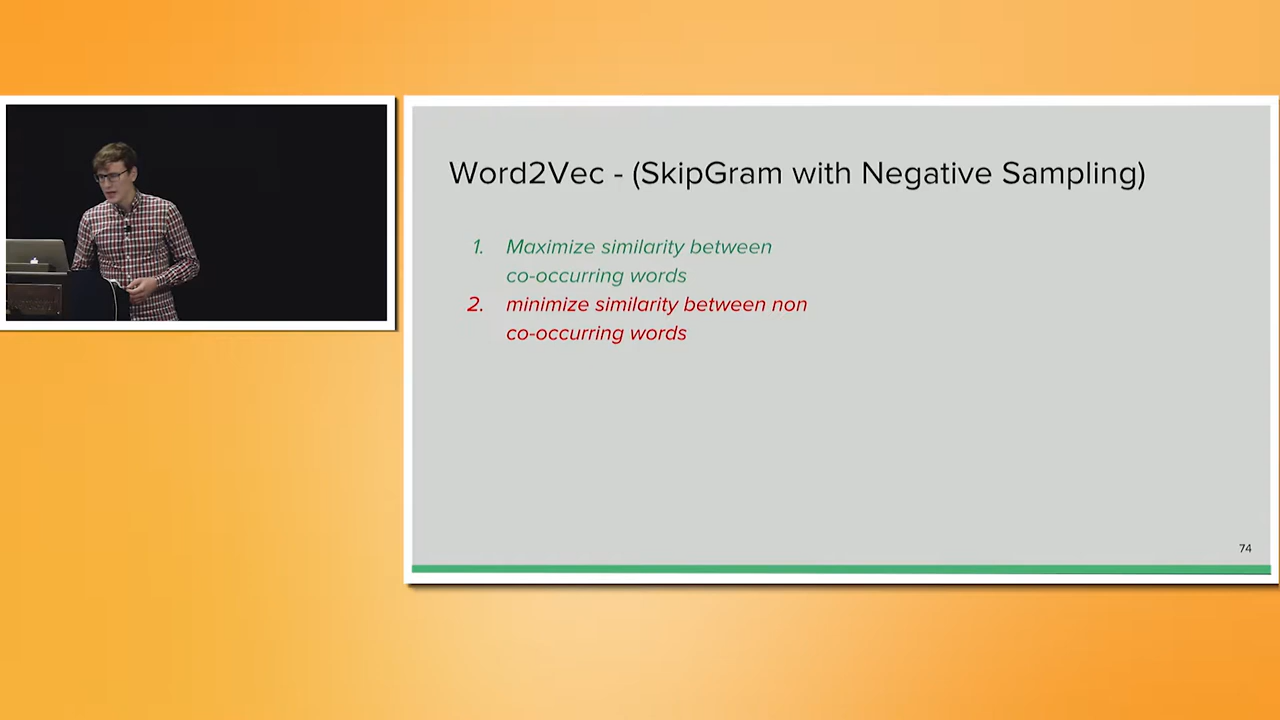 Word2Vec - (SkipGram with Negative Sampling)
1. Maximize similarity between
co-occurring words
2. minimize similarity between non
co-occurring words
74